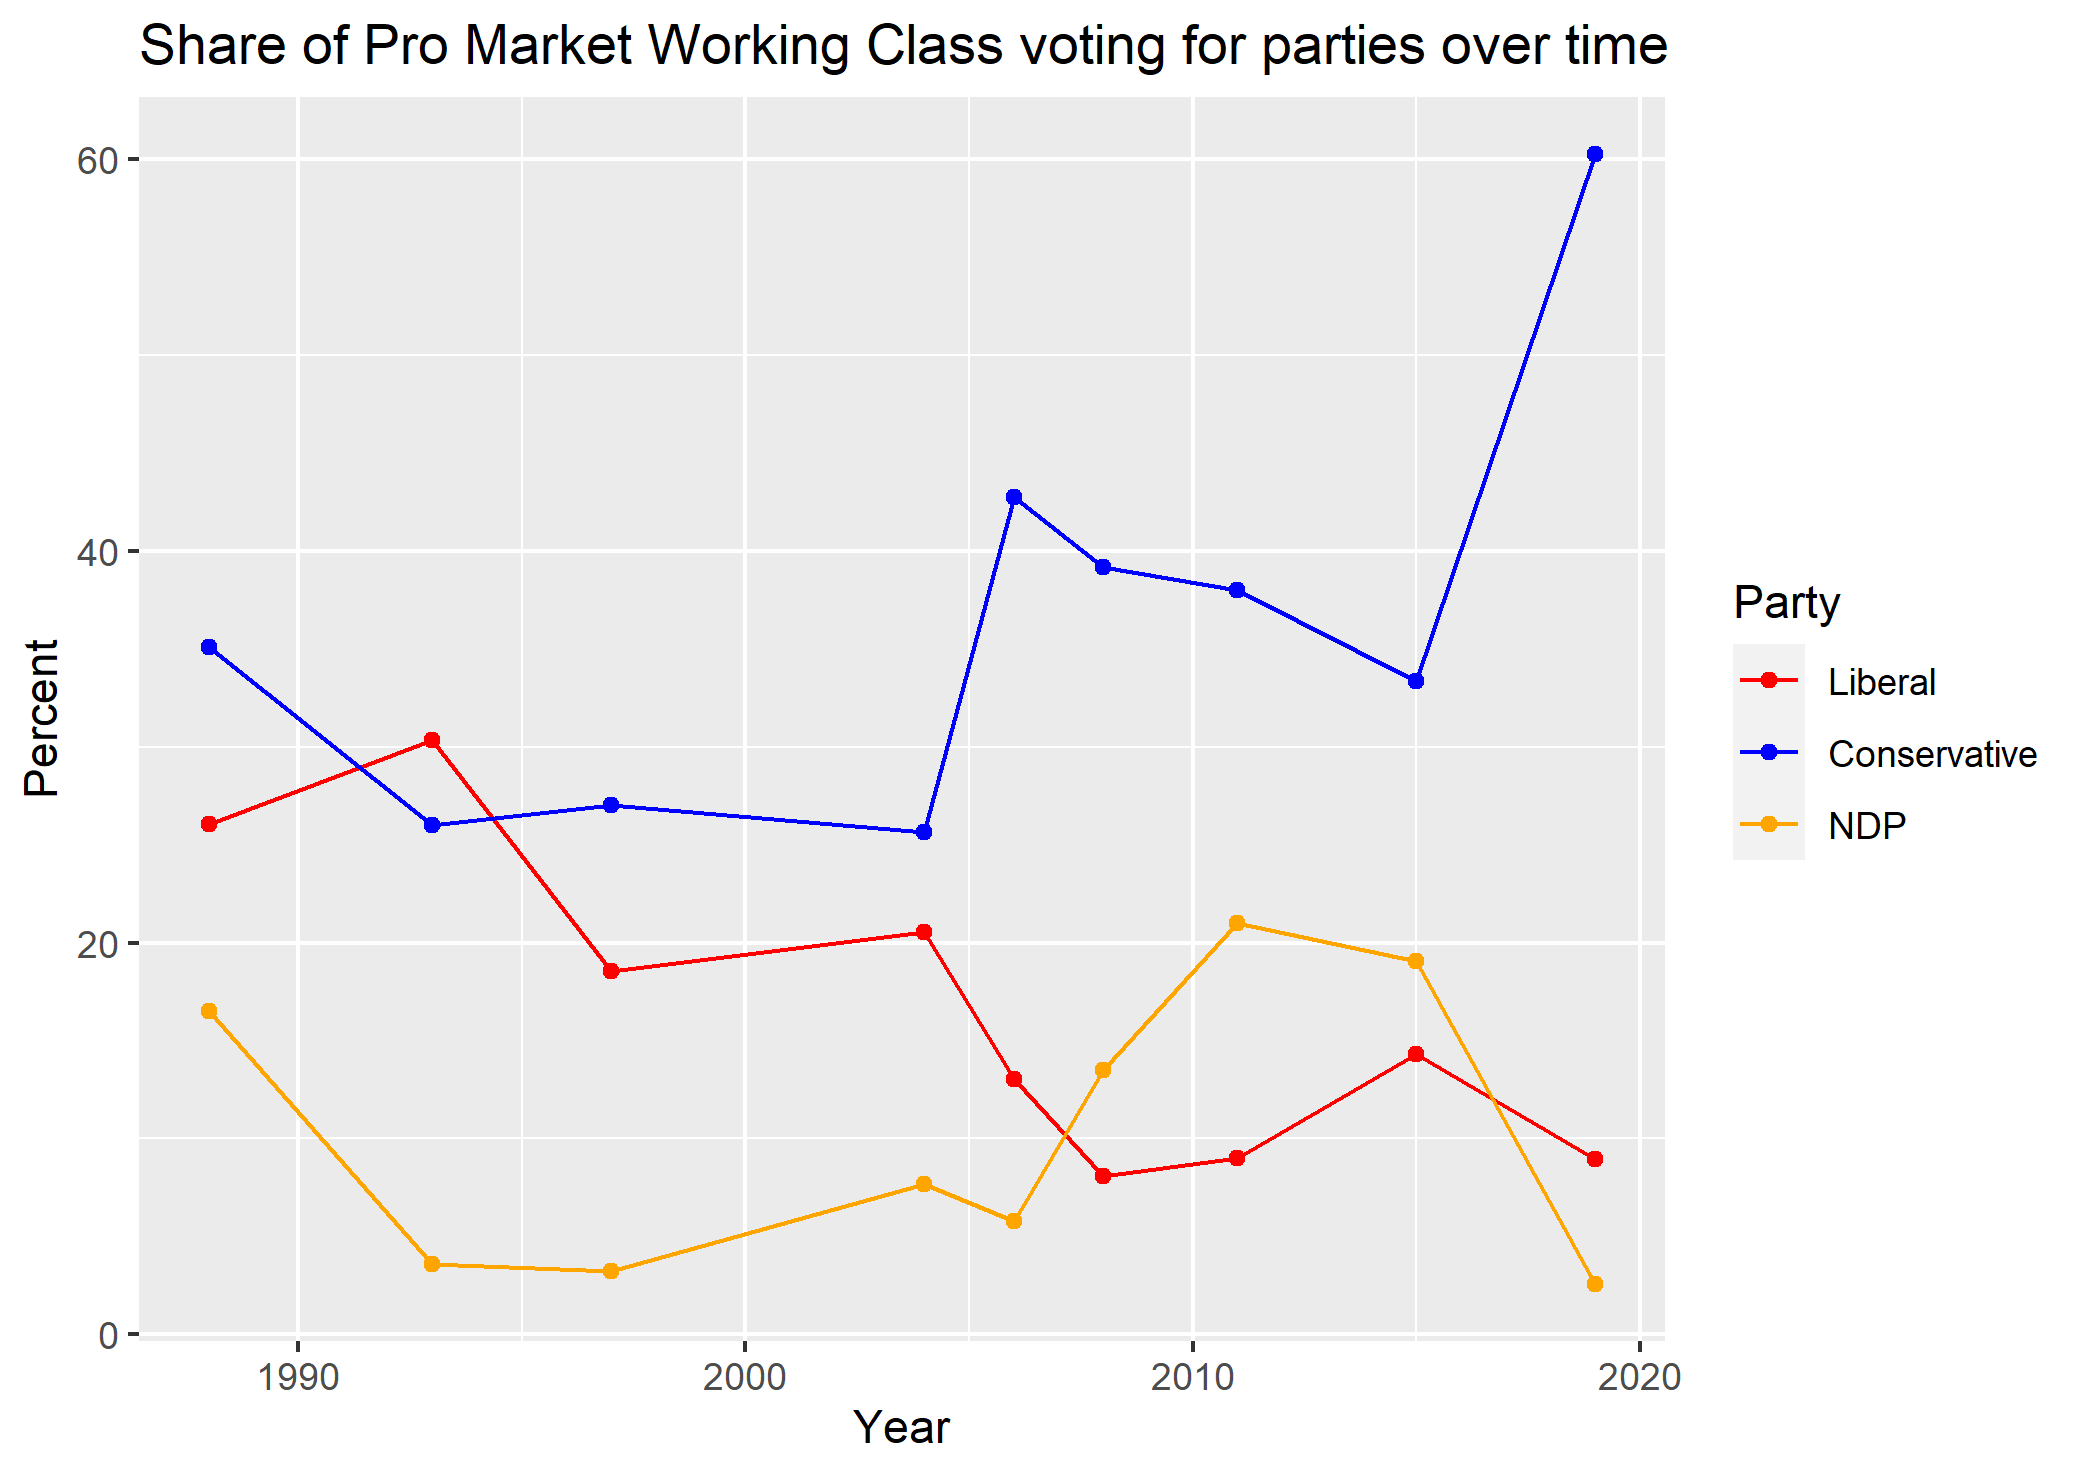 Share of Pro Market Working Class voting for parties over time
60
40
20
0
Percent
1990
2000
2010
2020
Year
Party
Liberal
Conservative
NDP